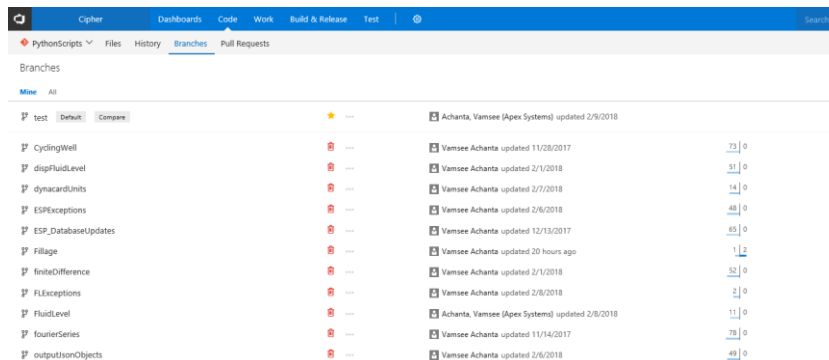 Cipher Dashboards Code Work Build & Release Test Search
PythonScripts Files History Branches Pull Requests
Branches
Mine All
test Default Compare Achanta, Vamsee (Apex Systems) updated 2/9/2018
CyclingWell Vamsee Achanta updated 11/28/2017 73 0
dispFluidLevel Vamsee Achanta updated 2/1/2018 51 0
dynacardUnits Vamsee Achanta updated 2/7/2018 14 0
ESPExceptions Vamsee Achanta updated 2/6/2018 48 0
ESP_DatabaseUpdates Vamsee Achanta updated 12/13/2017 65 0
Fillage Vamsee Achanta updated 20 hours ago 1 2
finiteDifference Vamsee Achanta updated 2/1/2018 52 0
FLExceptions Vamsee Achanta updated 2/8/2018 2 0
FluidLevel Achanta, Vamsee (Apex Systems) updated 2/8/2018 11 0
fourierSeries Vamsee Achanta updated 11/14/2017 78 0
outputJsonObjects Vamsee Achanta updated 2/6/2018 49 0